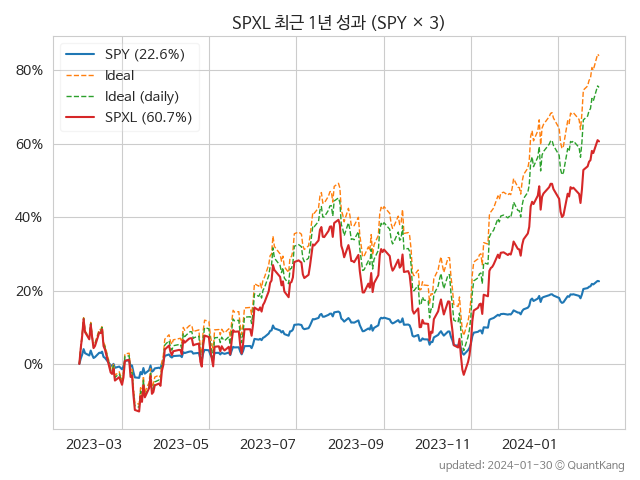 SPXL 최근 1년 성과 (SPY × 3)
SPY (22.6%)
Ideal
Ideal (daily)
SPXL (60.7%)
80%
60%
40%
20%
0%
2023-03 2023-05 2023-07 2023-09 2023-11 2024-01
updated: 2024-01-30 © QuantKang